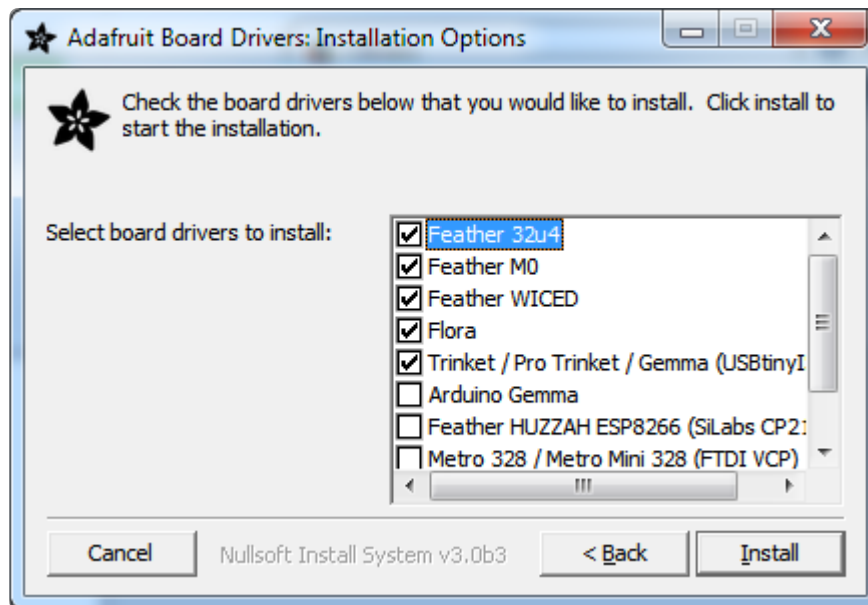 Adafruit Board Drivers: Installation Options
Check the board drivers below that you would like to install. Click install to
start the installation.
Select board drivers to install:
Feather 32u4
Feather M0
Feather WICED
Flora
Trinket / Pro Trinket / Gemma (USBtinyI
Arduino Gemma
Feather HUZZAH ESP8266 (SiLabs CP21
Metro 328 / Metro Mini 328 (FTDI VCP)
Cancel
Nullsoft Install System v3.0b3
< Back
Install